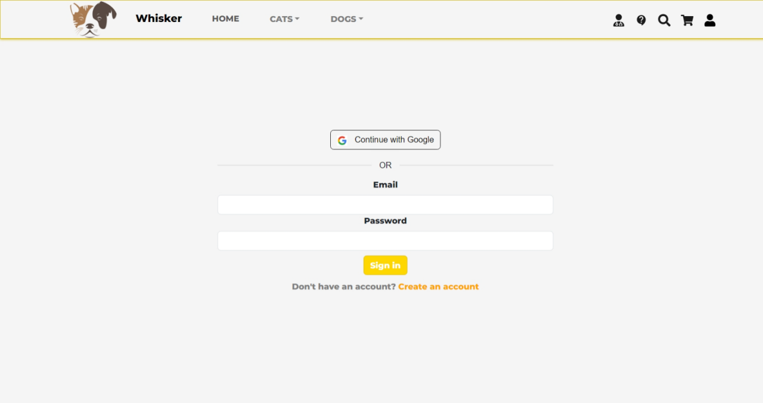 Whisker HOME CATS DOGS
Continue with Google
OR
Email
Password
Sign in
Don't have an account? Create an account